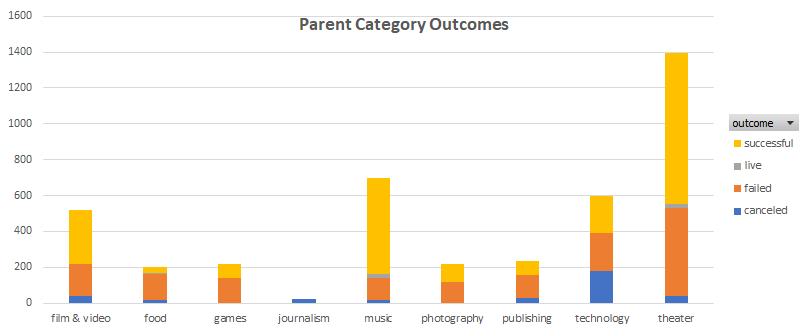 Parent Category Outcomes
1600
1400
1200
1000
800
600
400
200
0
film & video food games journalism music photography publishing technology theater
outcome
successful
live
failed
canceled